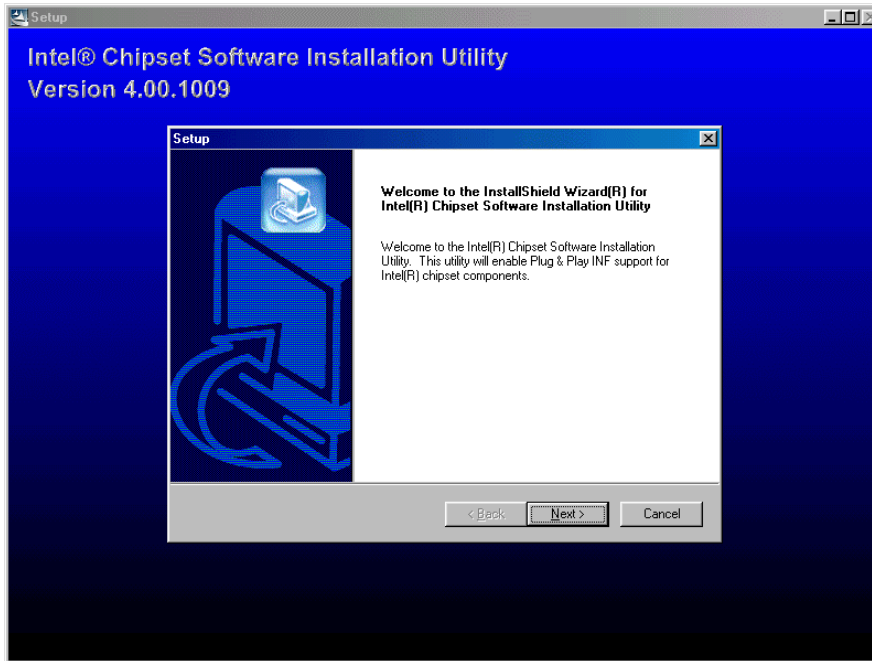 Setup
Intel® Chipset Software Installation Utility
Version 4.00.1009
Setup
Welcome to the InstallShield Wizard(R) for
Intel(R) Chipset Software Installation Utility
Welcome to the Intel(R) Chipset Software Installation
Utility. This utility will enable Plug & Play INF support for
Intel(R) chipset components.
< Back
Next >
Cancel